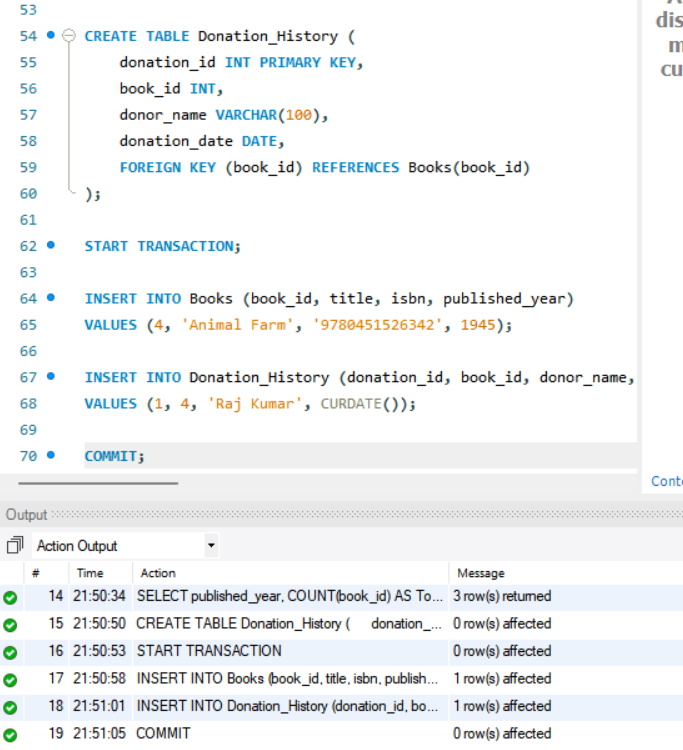 53
54 CREATE TABLE Donation_History (
55 donation_id INT PRIMARY KEY,
56 book_id INT,
57 donor_name VARCHAR(100),
58 donation_date DATE,
59 FOREIGN KEY (book_id) REFERENCES Books(book_id)
60 );
61
62 START TRANSACTION;
63
64 INSERT INTO Books (book_id, title, isbn, published_year)
65 VALUES (4, 'Animal Farm', '9780451526342', 1945);
66
67 INSERT INTO Donation_History (donation_id, book_id, donor_name,
68 VALUES (1, 4, 'Raj Kumar', CURDATE());
69
70 COMMIT;
dis
m
cu
Conte
Output
Action Output
# Time Action Message
14 21:50:34 SELECT published_year, COUNT(book_id) AS To... 3 row(s) returned
15 21:50:50 CREATE TABLE Donation_History ( donation_... 0 row(s) affected
16 21:50:53 START TRANSACTION 0 row(s) affected
17 21:50:58 INSERT INTO Books (book_id, title, isbn, publish... 1 row(s) affected
18 21:51:01 INSERT INTO Donation_History (donation_id, bo... 1 row(s) affected
19 21:51:05 COMMIT 0 row(s) affected